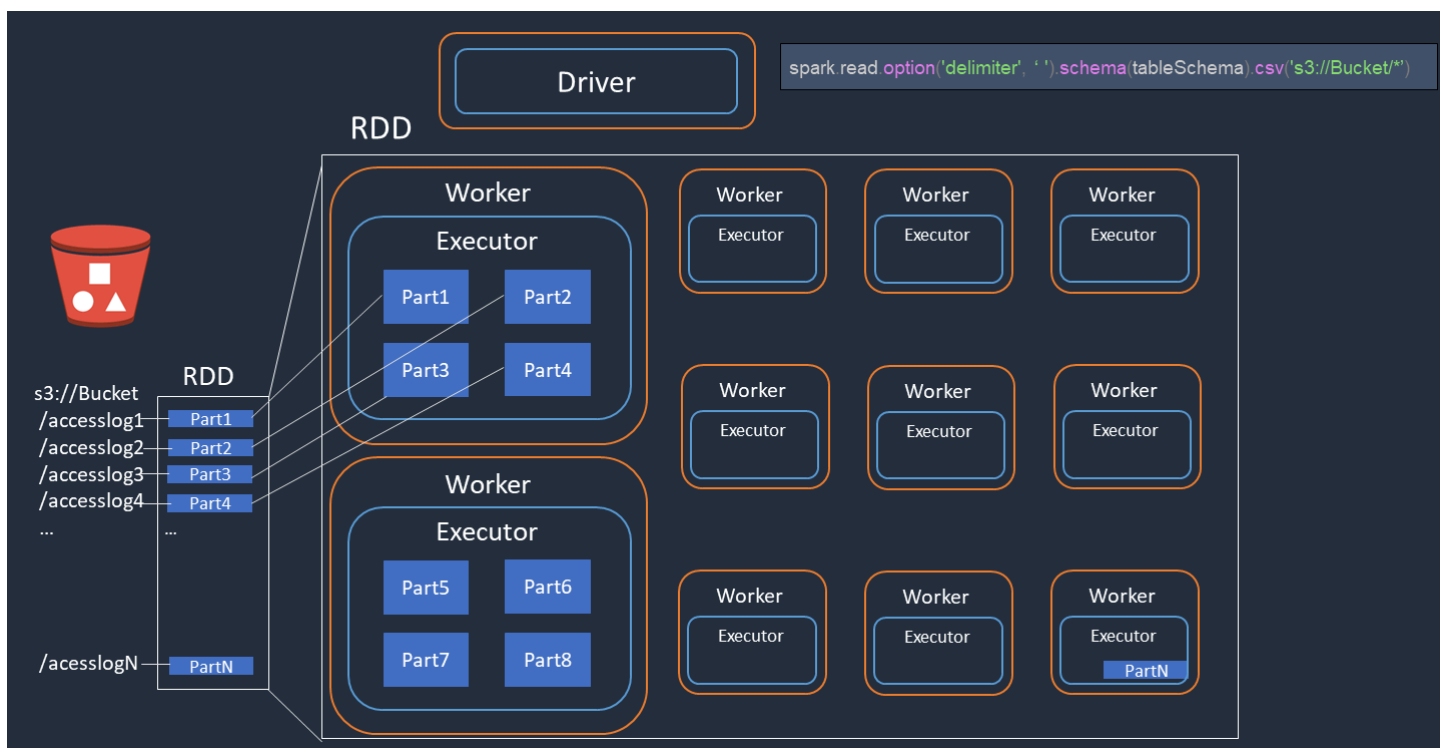 Driver
spark.read.option('delimiter', ‘ ’).schema(tableSchema).csv('s3://Bucket/*’)
RDD
Worker
Executor
Part1 Part2
Part3 Part4
Worker
Executor
Part5 Part6
Part7 Part8
Worker Worker Worker
Executor Executor Executor
Worker Worker Worker
Executor Executor Executor
Worker Worker Worker
Executor Executor Executor
PartN
RDD
s3://Bucket
/accesslog1 Part1
/accesslog2 Part2
/accesslog3 Part3
/accesslog4 Part4
... ...
/acesslogN PartN